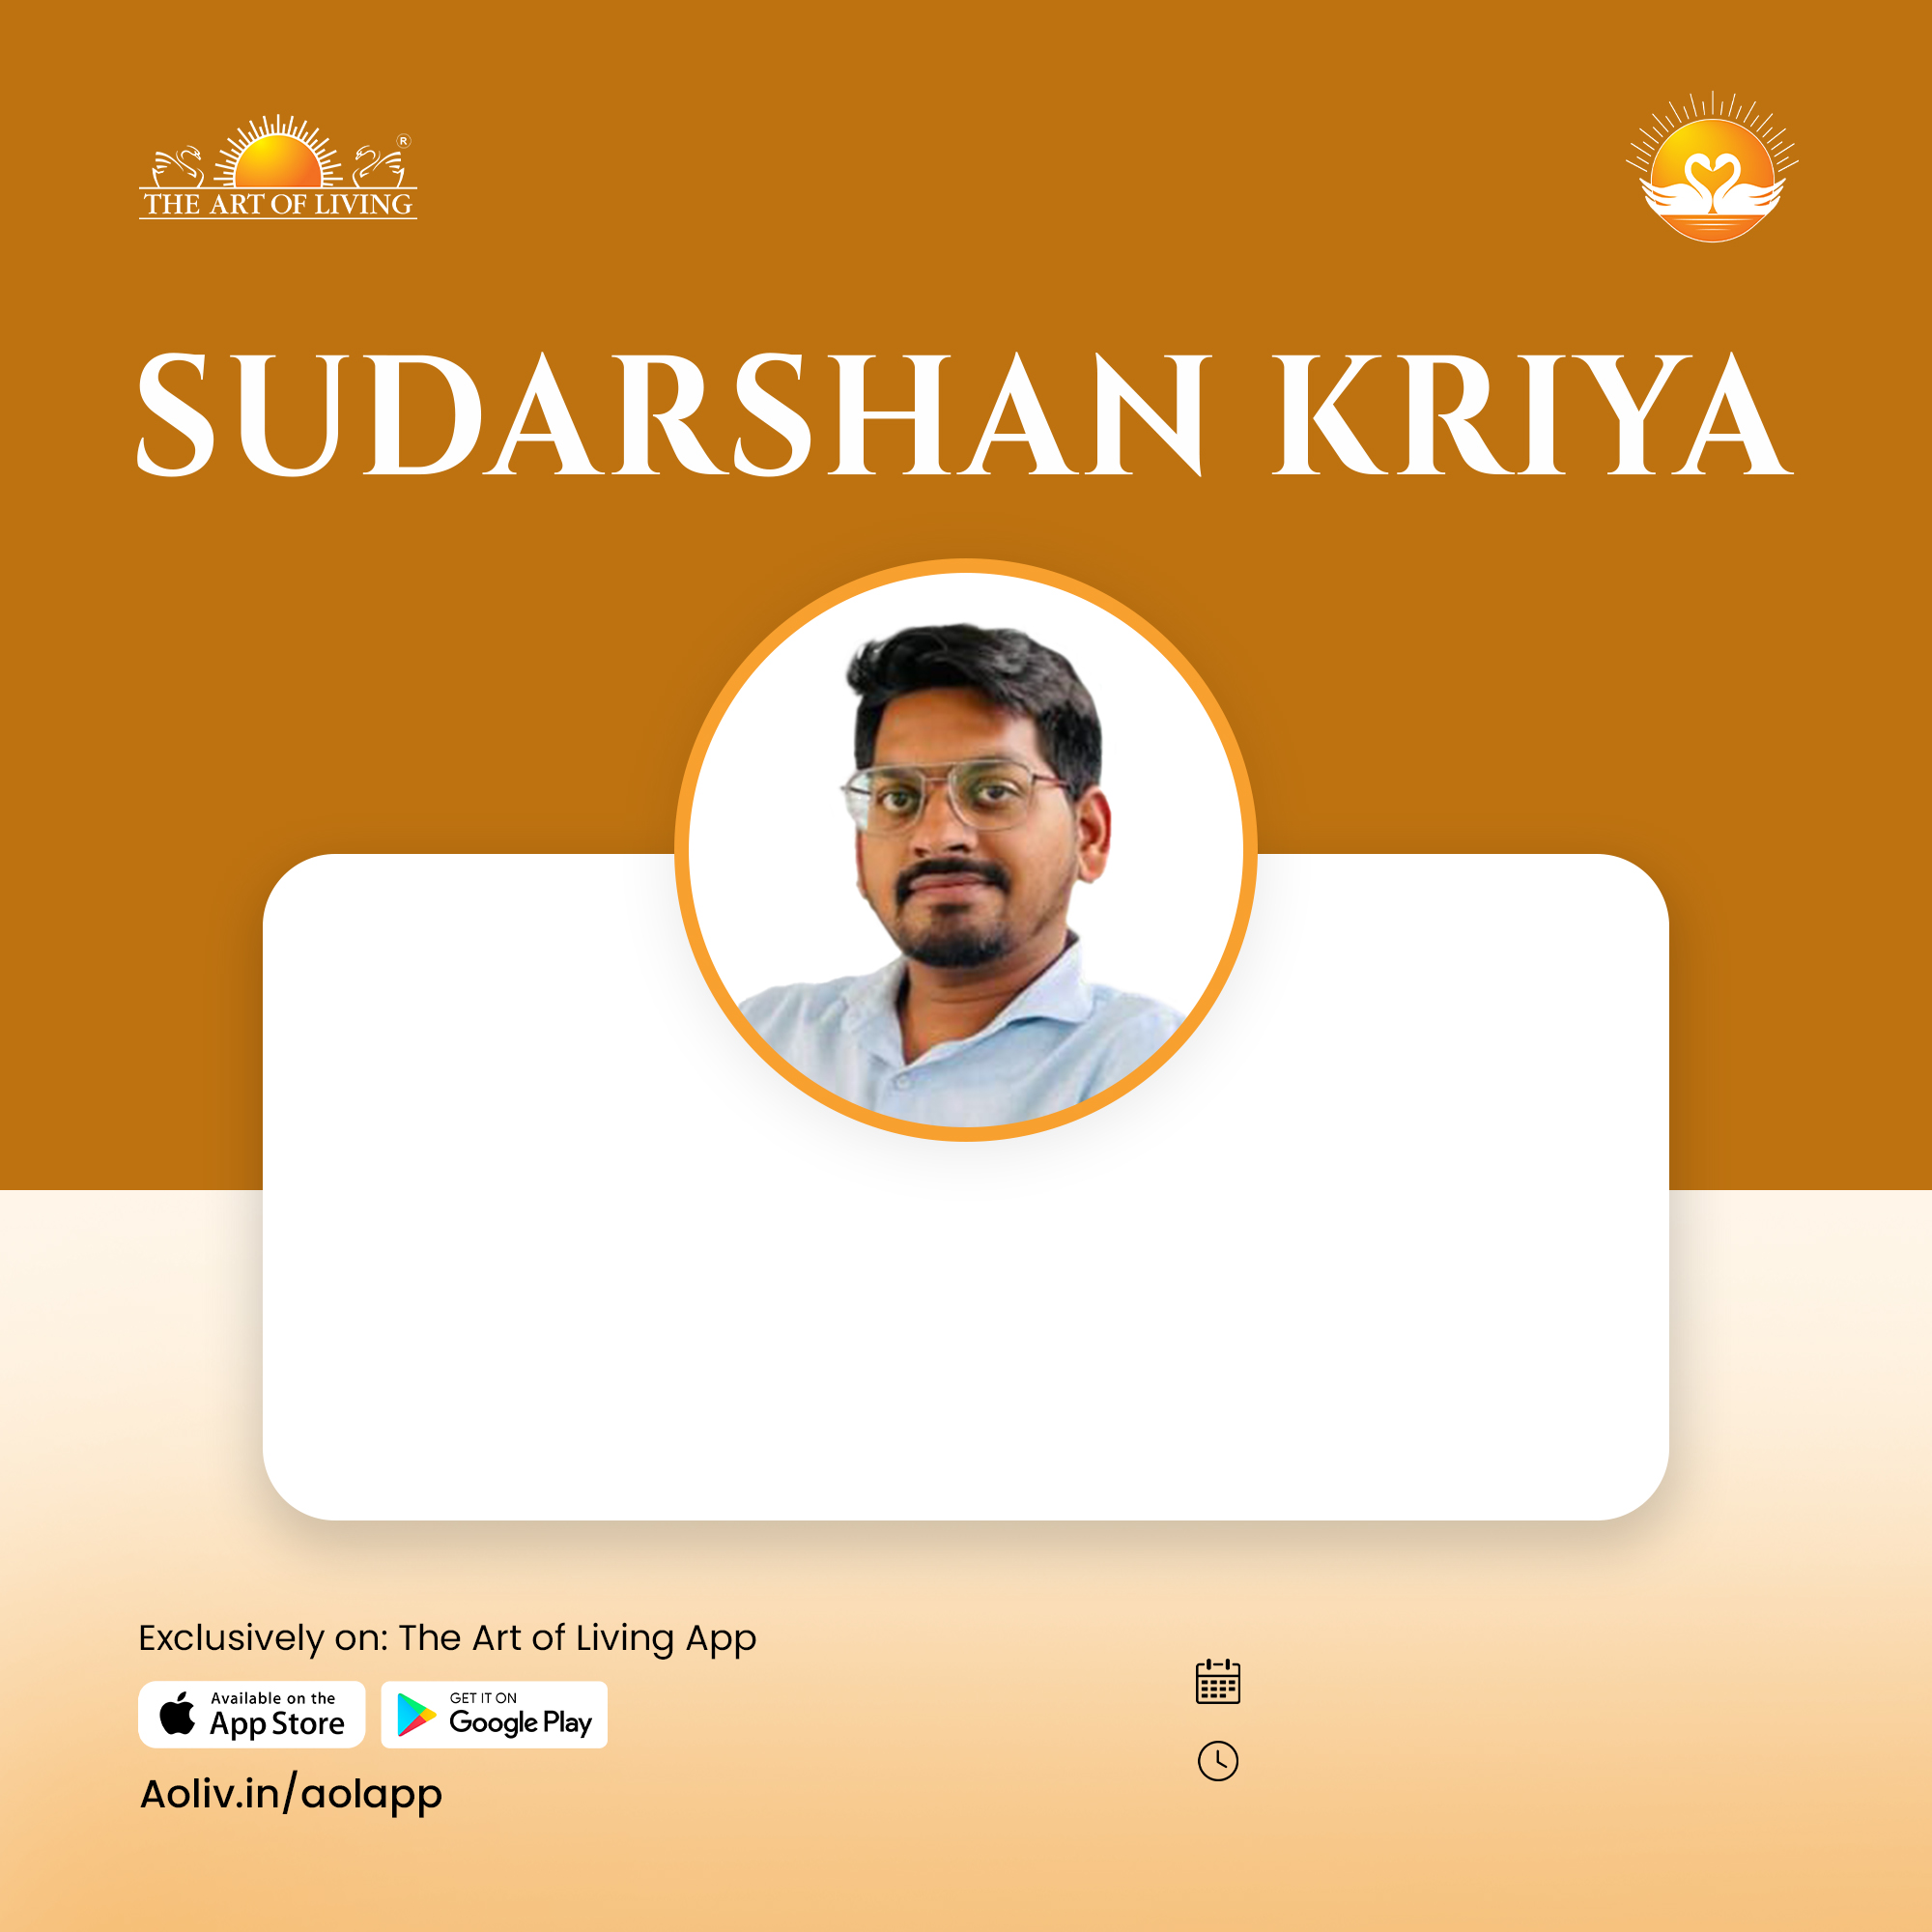 THE ART OF LIVING
®
SUDARSHAN KRIYA
Exclusively on: The Art of Living App
Available on the
App Store
GET IT ON
Google Play
Aoliv.in/aolapp